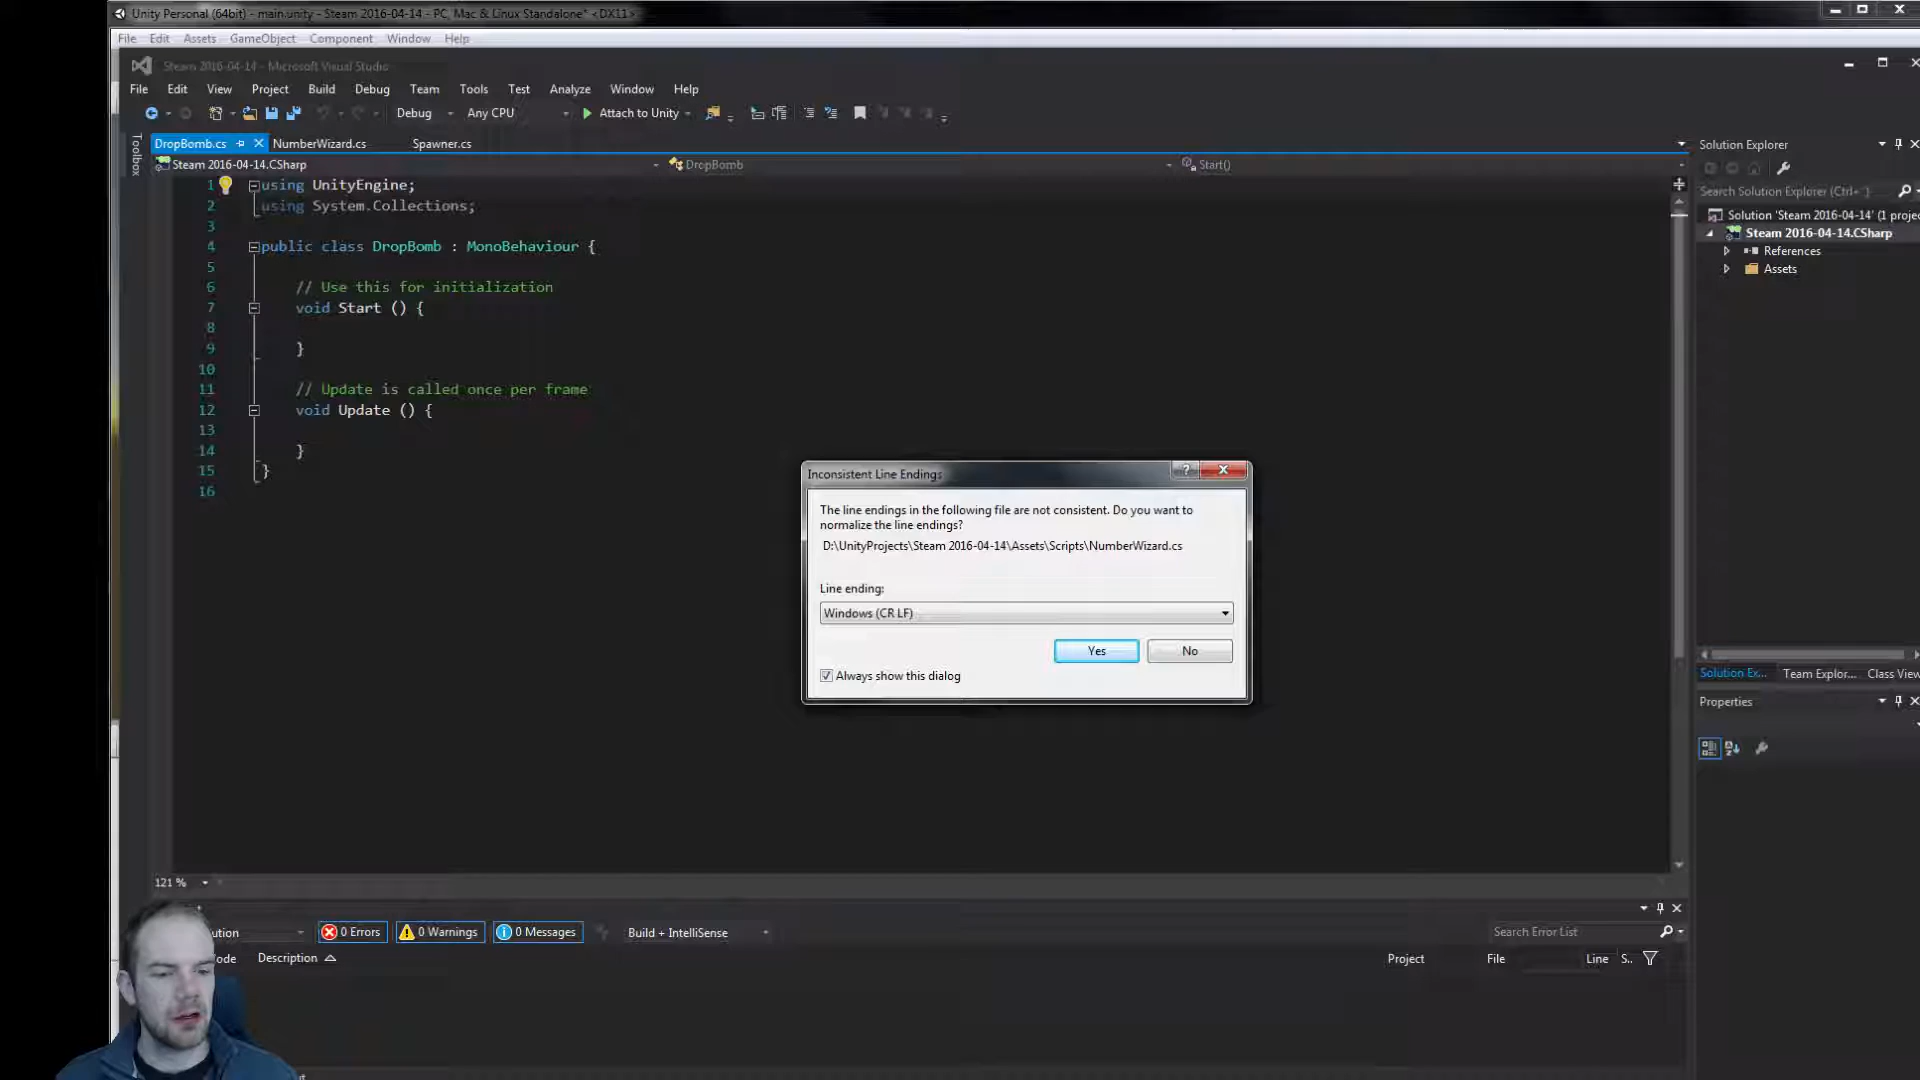 Unity Personal (64bit) - main.unity - Steam 2016-04-14 - PC, Mac & Linux Standalone* <DX11>
File Edit Assets GameObject Component Window Help
Steam 2016-04-14 - Microsoft Visual Studio
File Edit View Project Build Debug Team Tools Test Analyze Window Help
Debug Any CPU Attach to Unity
Toolbox
DropBomb.cs NumberWizard.cs Spawner.cs
Steam 2016-04-14.CSharp DropBomb Start()
1 using UnityEngine;
2 using System.Collections;
3
4 public class DropBomb : MonoBehaviour {
5
6 // Use this for initialization
7 void Start () {
8
9 }
10
11 // Update is called once per frame
12 void Update () {
13
14 }
15 }
16
121 %
Inconsistent Line Endings
The line endings in the following file are not consistent. Do you want to
normalize the line endings?
D:\UnityProjects\Steam 2016-04-14\Assets\Scripts\NumberWizard.cs
Line ending:
Windows (CR LF)
Yes No
Always show this dialog
Solution Explorer
Search Solution Explorer (Ctrl+ )
Solution 'Steam 2016-04-14' (1 projec
Steam 2016-04-14.CSharp
References
Assets
Solution Ex... Team Explor... Class View
Properties
ution 0 Errors 0 Warnings 0 Messages Build + IntelliSense Search Error List
ode Description Project File Line S..